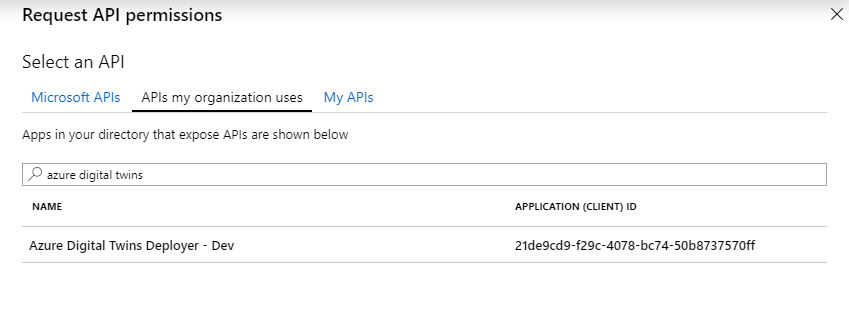 Request API permissions
Select an API
Microsoft APIs APIs my organization uses My APIs
Apps in your directory that expose APIs are shown below
azure digital twins
NAME APPLICATION (CLIENT) ID
Azure Digital Twins Deployer - Dev 21de9cd9-f29c-4078-bc74-50b8737570ff